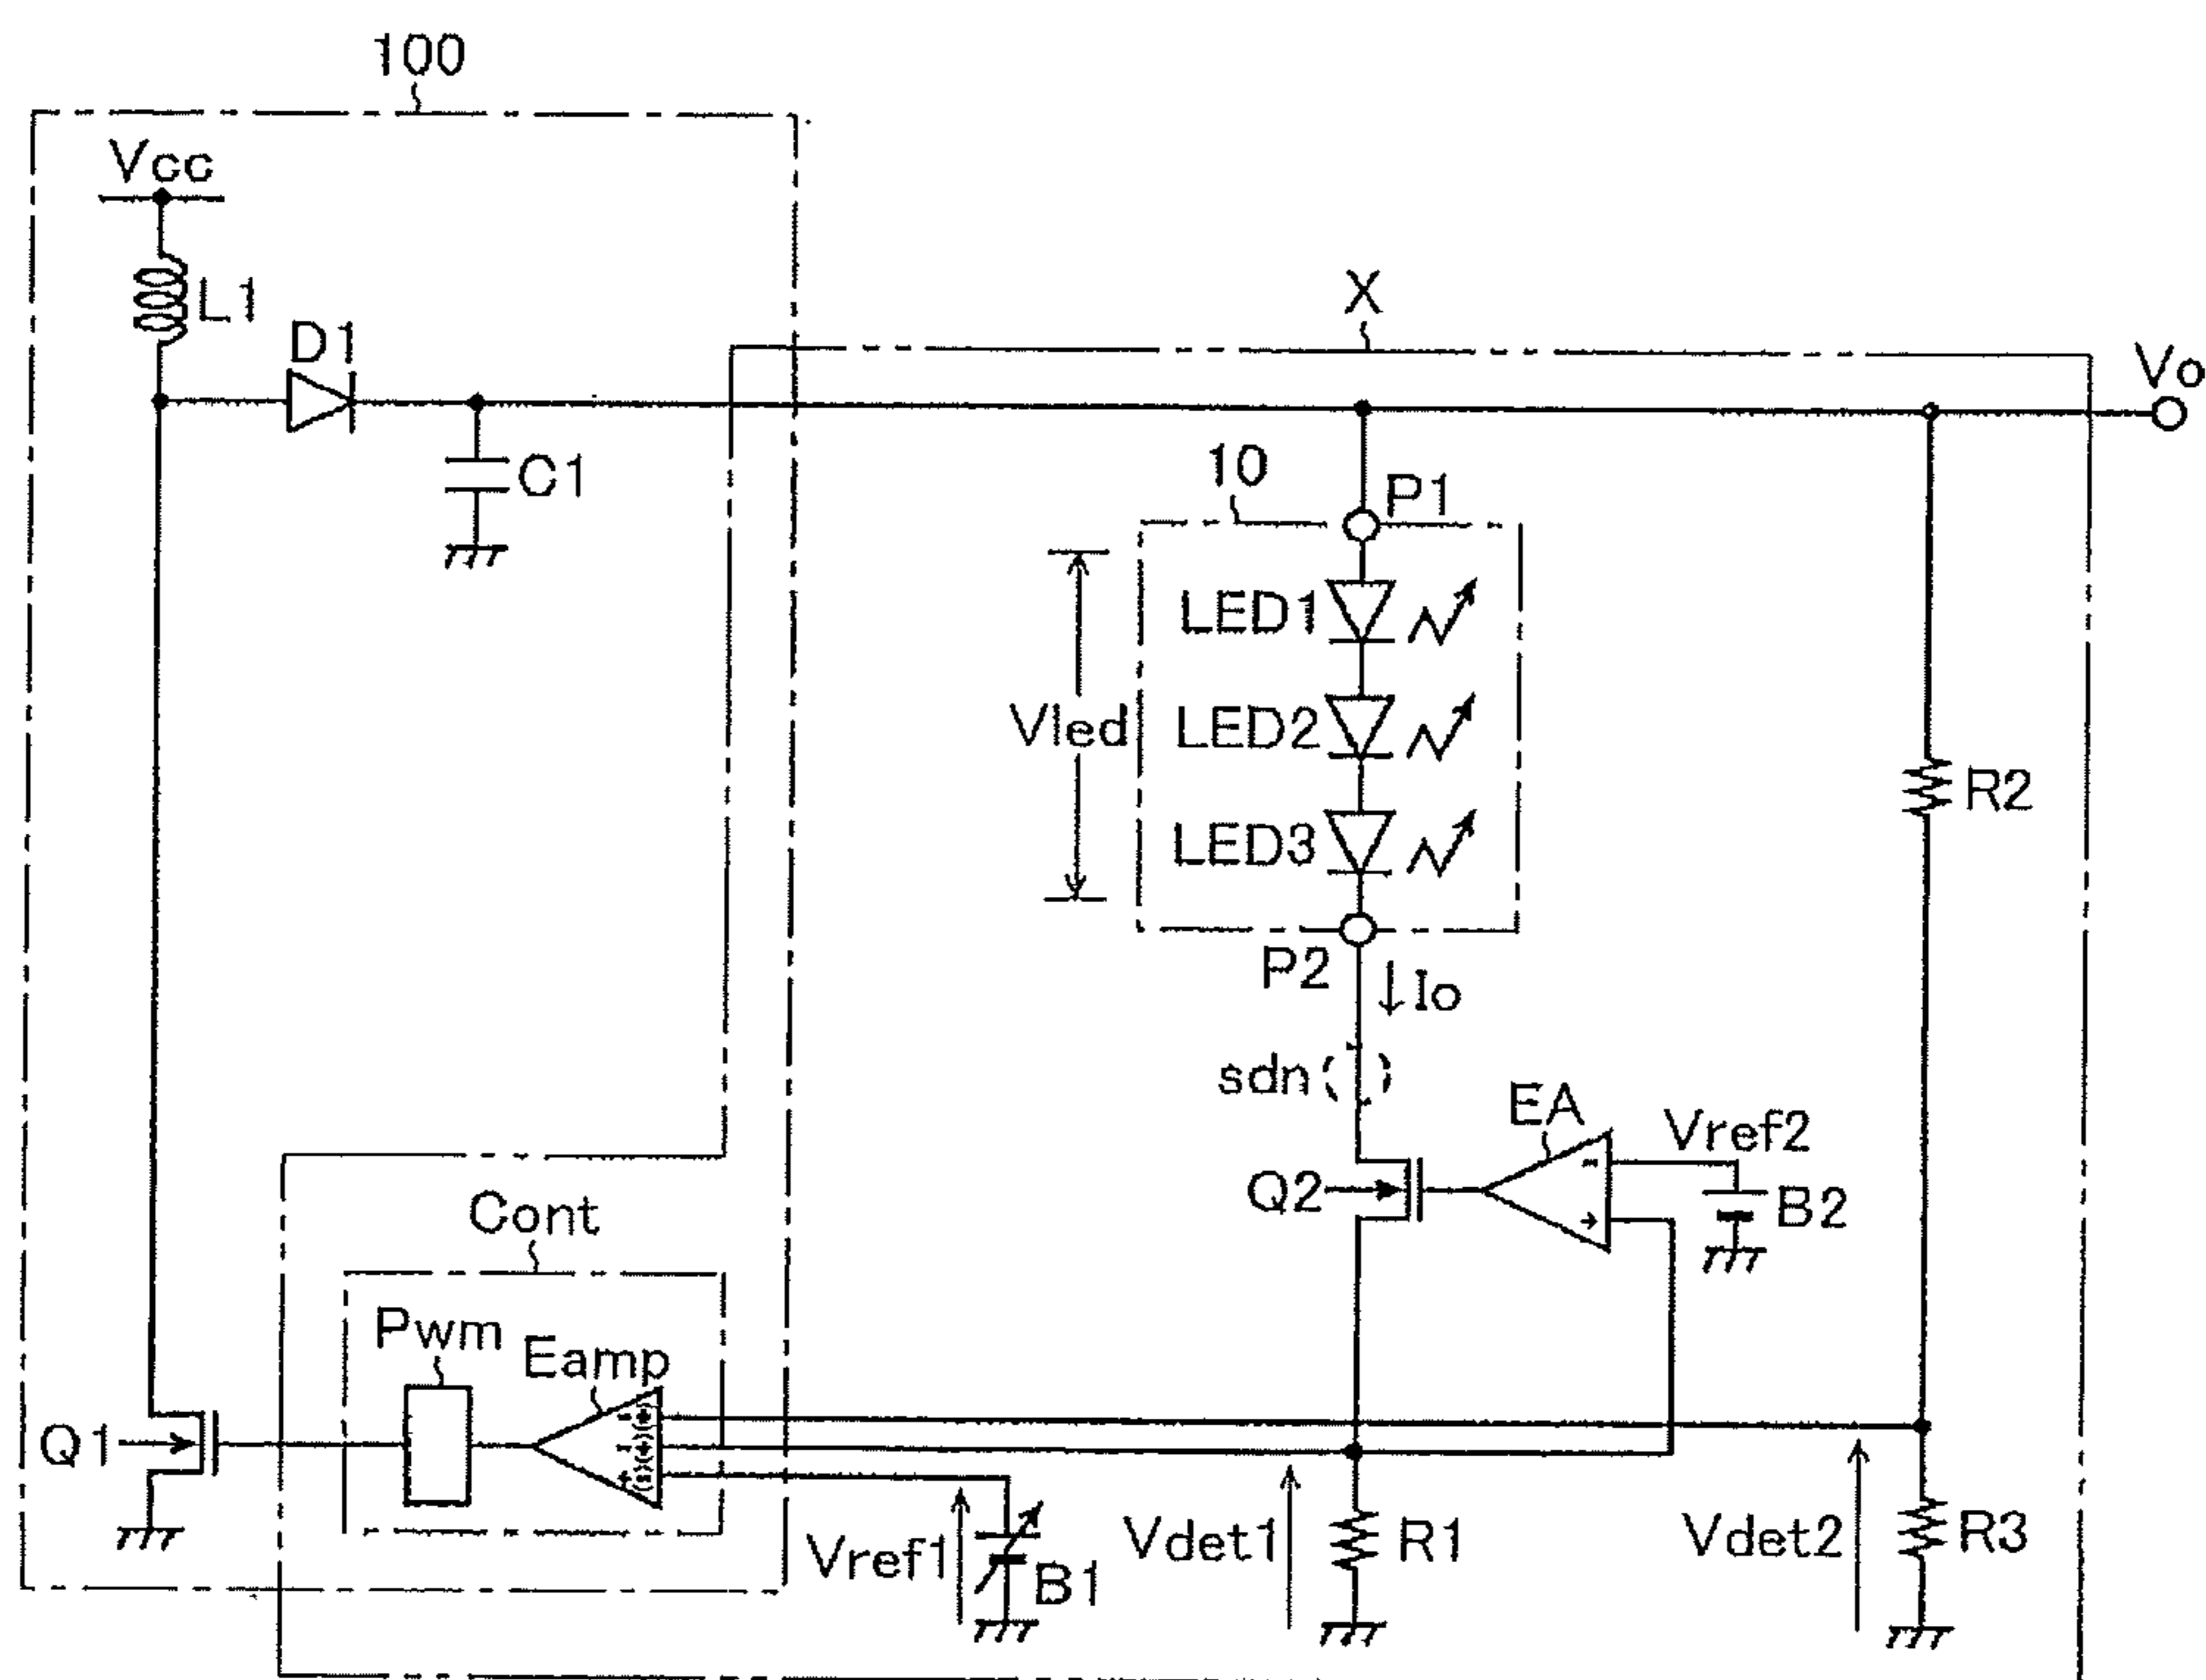 100
Vcc
L1
D1
C1
X
Vo
10
P1
LED1
Vled
LED2
LED3
R2
P2
Io
sdn
EA
Vref2
Q2
B2
Cont
Pwm
Eamp
Q1
Vref1
B1
Vdet1
R1
Vdet2
R3